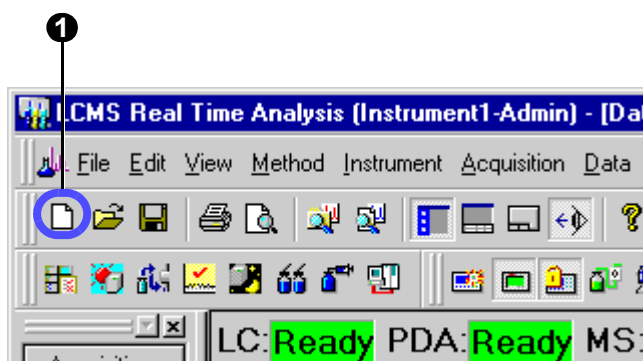 1
LCMS Real Time Analysis (Instrument1-Admin) - [Da
File Edit View Method Instrument Acquisition Data
LC: Ready PDA: Ready MS: